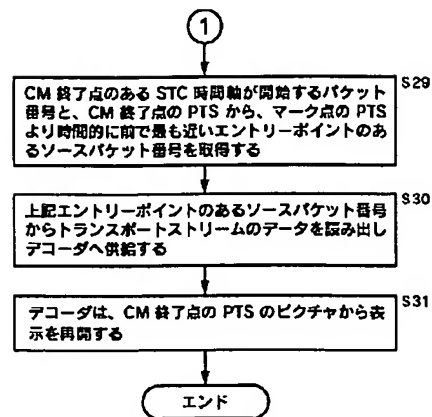 1
S29
CM 終了点のある STC 時間軸が開始するパケット
番号と、CM 終了点の PTS から、マーク点の PTS
より時間的に前で最も近いエントリーポイントのあ
るソースパケット番号を取得する
S30
上記エントリーポイントのあるソースパケット番号
からトランスポートストリームのデータを読み出し
デコーダへ供給する
S31
デコーダは、CM 終了点の PTS のピクチャから表
示を再開する
エンド